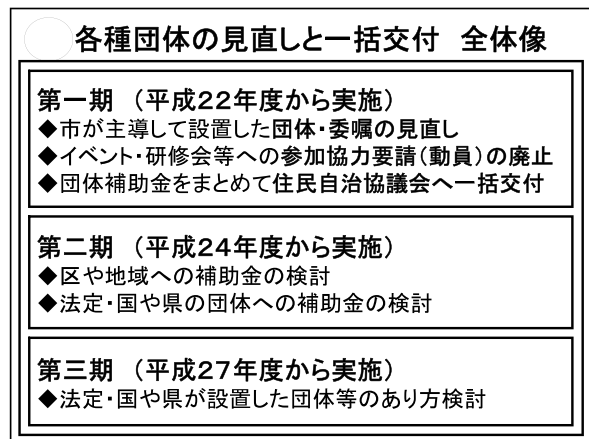 各種団体の見直しと一括交付　全体像
第一期　（平成２２年度から実施）
◆市が主導して設置した団体・委嘱の見直し
◆イベント・研修会等への参加協力要請（動員）の廃止
◆団体補助金をまとめて住民自治協議会へ一括交付
第二期　（平成２４年度から実施）
◆区や地域への補助金の検討
◆法定・国や県の団体への補助金の検討
第三期　（平成２７年度から実施）
◆法定・国や県が設置した団体等のあり方検討